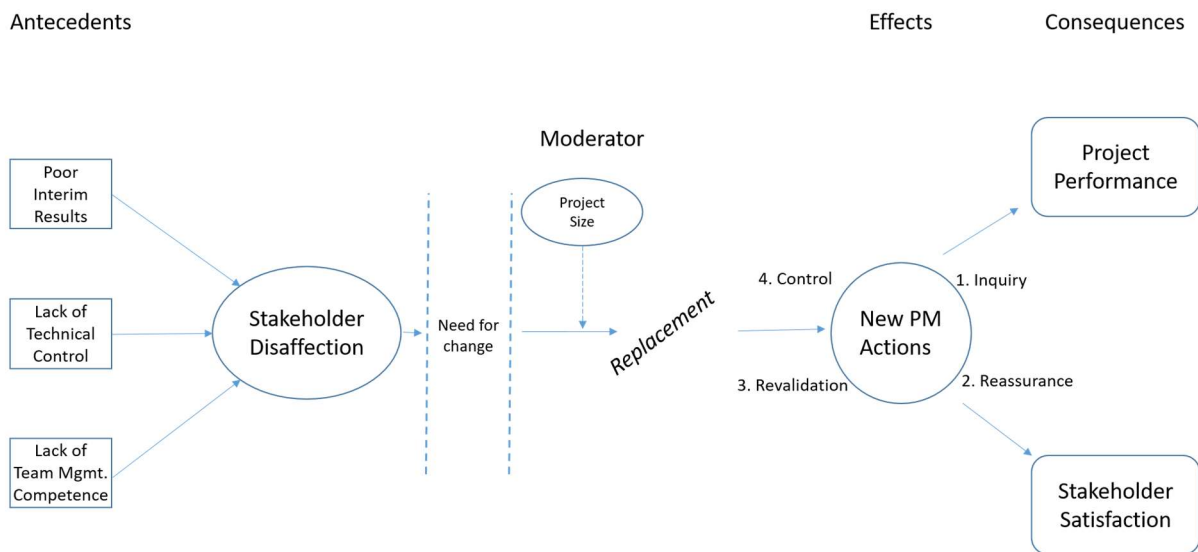 Antecedents
Effects
Consequences
Moderator
Poor
Interim
Results
Project
Size
Project
Performance
Lack of
Technical
Control
Stakeholder
Disaffection
Need for
change
Replacement
4. Control
1. Inquiry
New PM
Actions
3. Revalidation
2. Reassurance
Lack of
Team Mgmt.
Competence
Stakeholder
Satisfaction